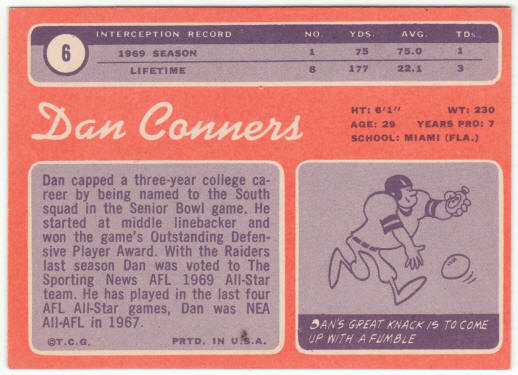 6
INTERCEPTION RECORD NO. YDS. AVG. TDs.
1969 SEASON 1 75 75.0 1
LIFETIME 8 177 22.1 3
Dan Conners
HT: 6'1" WT: 230
AGE: 29 YEARS PRO: 7
SCHOOL: MIAMI (FLA.)
Dan capped a three-year college ca-
reer by being named to the South
squad in the Senior Bowl game. He
started at middle linebacker and
won the game's Outstanding Defen-
sive Player Award. With the Raiders
last season Dan was voted to The
Sporting News AFL 1969 All-Star
team. He has played in the last four
AFL All-Star games, Dan was NEA
All-AFL in 1967.
©T.C.G. PRTD. IN U.S.A.
DAN'S GREAT KNACK IS TO COME
UP WITH A FUMBLE